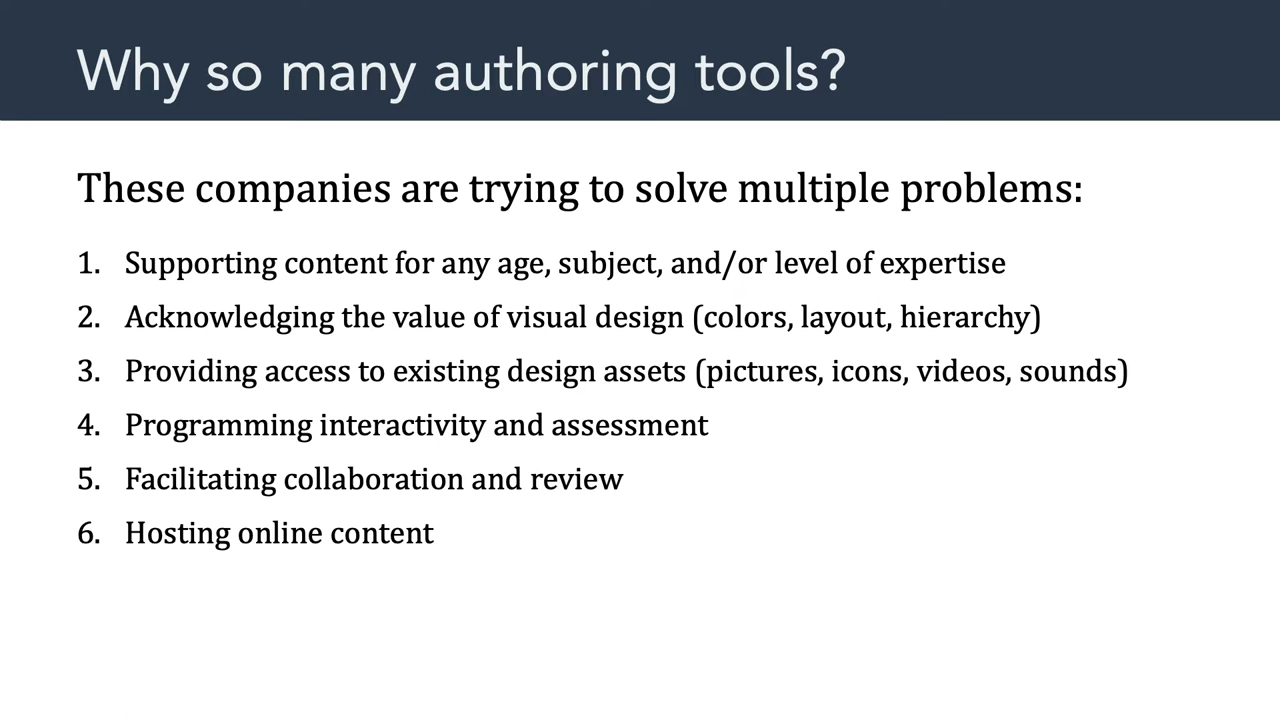 Why so many authoring tools?
These companies are trying to solve multiple problems:
1. Supporting content for any age, subject, and/or level of expertise
2. Acknowledging the value of visual design (colors, layout, hierarchy)
3. Providing access to existing design assets (pictures, icons, videos, sounds)
4. Programming interactivity and assessment
5. Facilitating collaboration and review
6. Hosting online content